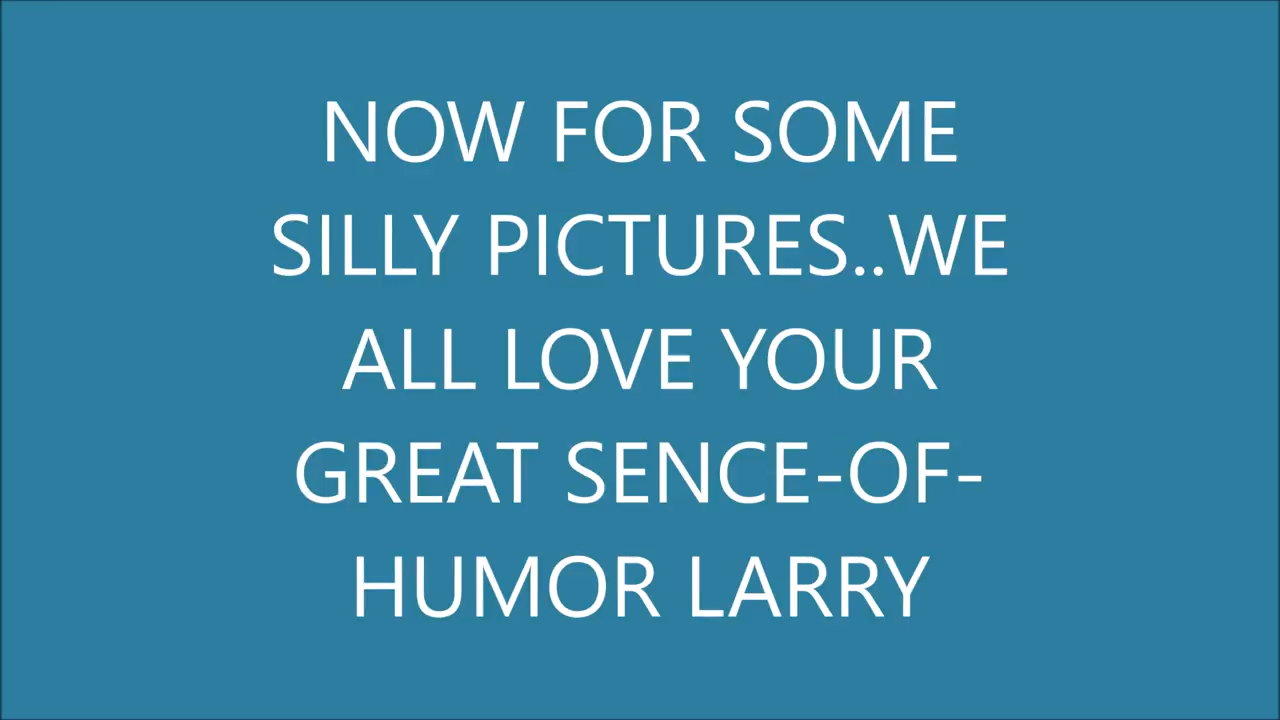 NOW FOR SOME
SILLY PICTURES..WE
ALL LOVE YOUR
GREAT SENCE-OF-
HUMOR LARRY